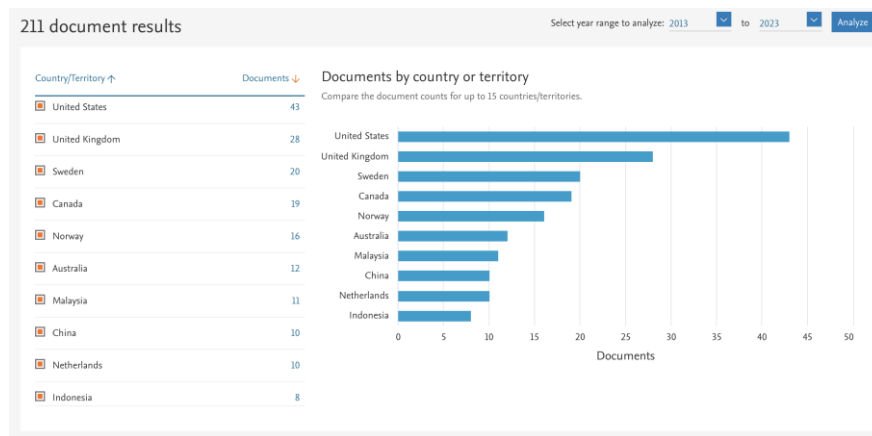 211 document results
Select year range to analyze: 2013 to 2023 Analyze
Country/Territory ↑ Documents ↓
United States 43
United Kingdom 28
Sweden 20
Canada 19
Norway 16
Australia 12
Malaysia 11
China 10
Netherlands 10
Indonesia 8
Documents by country or territory
Compare the document counts for up to 15 countries/territories.
United States
United Kingdom
Sweden
Canada
Norway
Australia
Malaysia
China
Netherlands
Indonesia
0 5 10 15 20 25 30 35 40 45 50
Documents